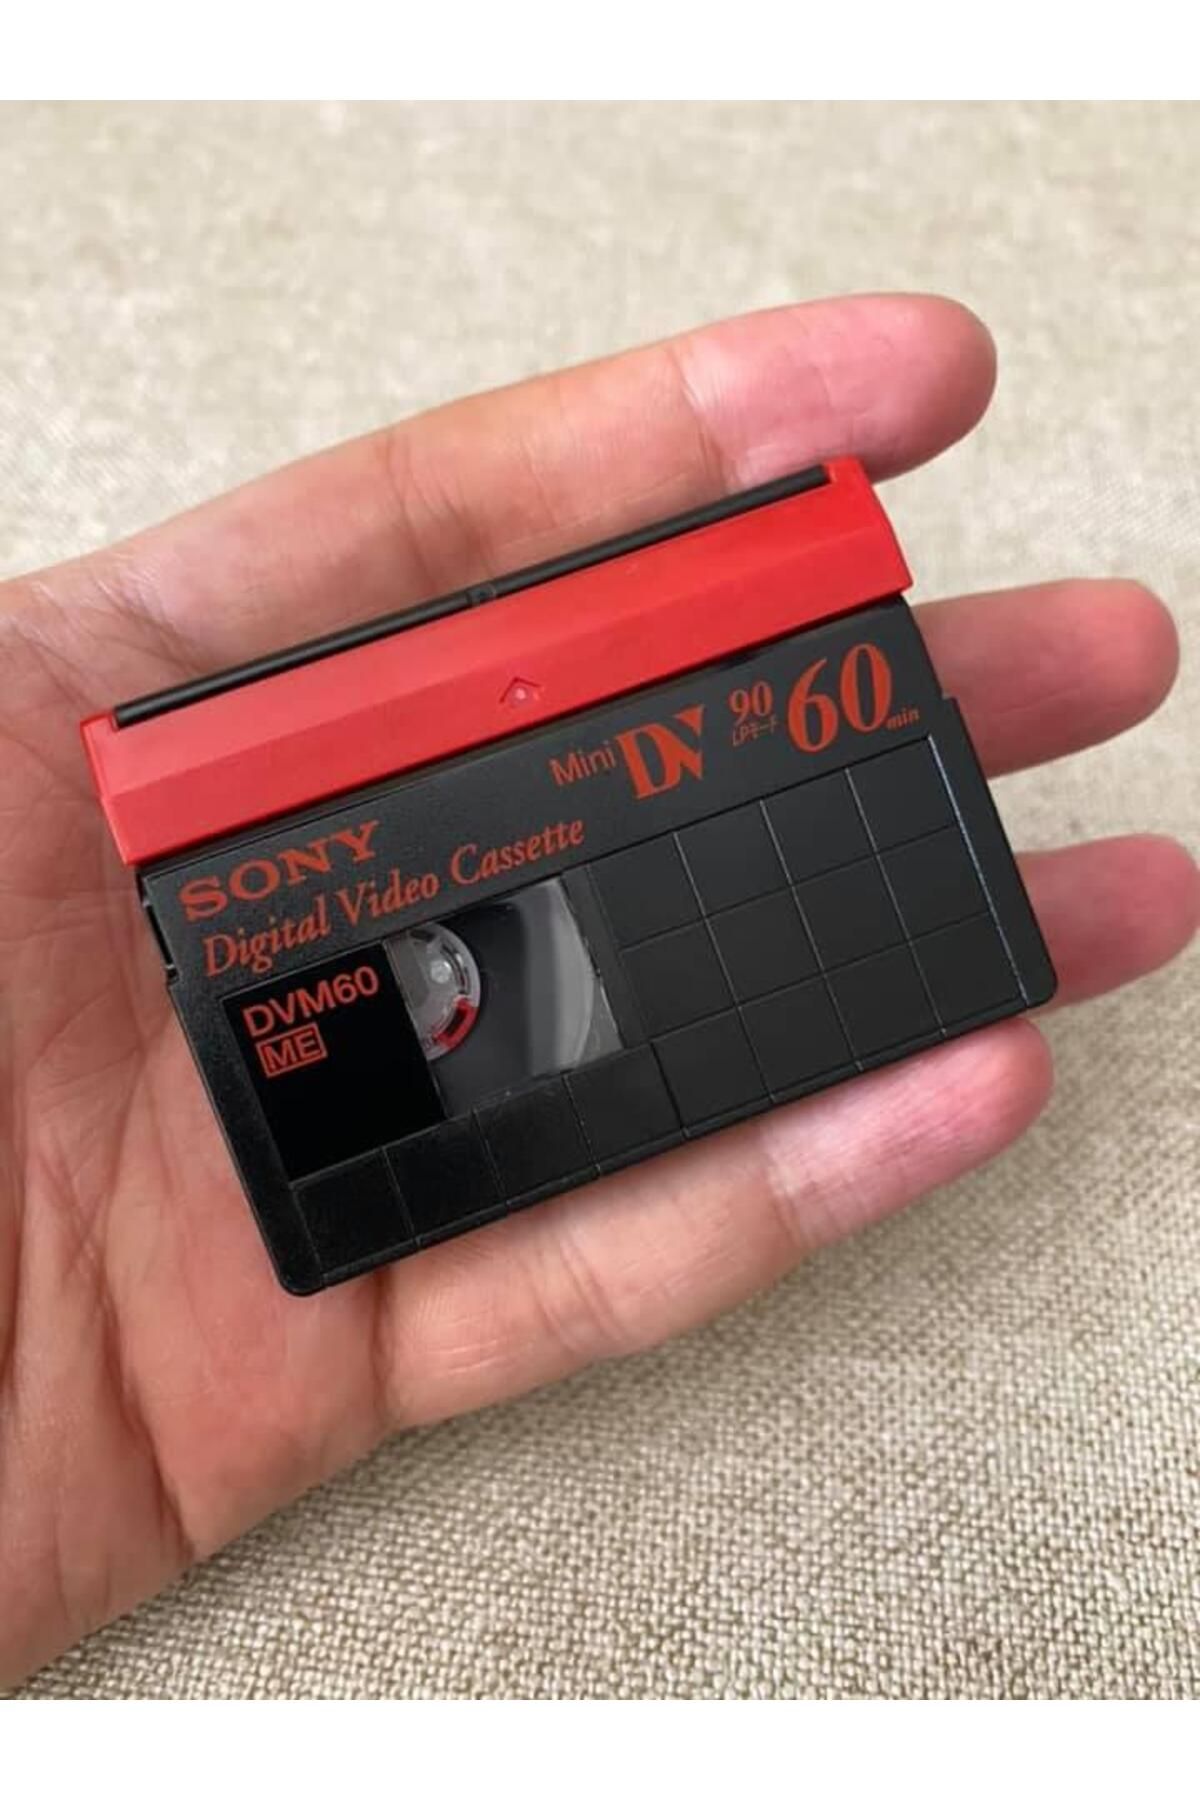 Mini DV 90 LPモード 60 min
SONY
Digital Video Cassette
DVM60
ME